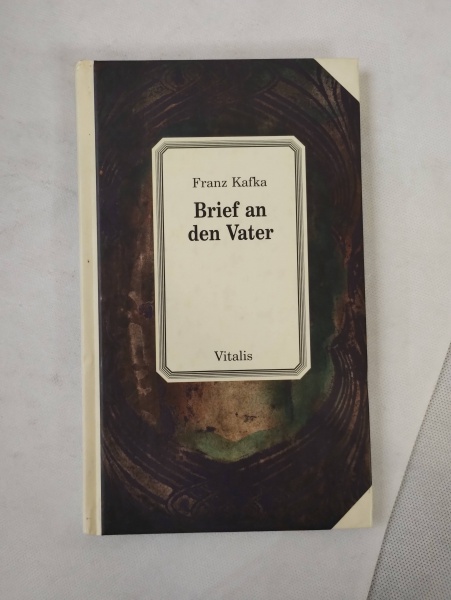 Franz Kafka
Brief an
den Vater
Vitalis